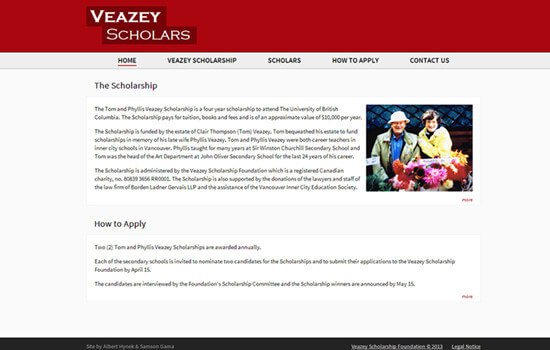 VEAZEY
SCHOLARS
HOME VEAZEY SCHOLARSHIP SCHOLARS HOW TO APPLY CONTACT US
The Scholarship
The Tom and Phyllis Veazey Scholarship is a four year scholarship to attend The University of British
Columbia. The Scholarship pays for tuition, books and fees and is of an approximate value of $10,000 per year.
The Scholarship is funded by the estate of Clair Thompson (Tom) Veazey. Tom bequeathed his estate to fund
scholarships in memory of his late wife Phyllis Veazey. Tom and Phyllis Veazey were both career teachers in
inner city schools in Vancouver. Phyllis taught for many years at Sir Winston Churchill Secondary School and
Tom was the head of the Art Department at John Oliver Secondary School for the last 24 years of his career.
The Scholarship is administered by the Veazey Scholarship Foundation which is a registered Canadian
charity, no. 80839 3656 RR0001. The Scholarship is also supported by the donations of the lawyers and staff of
the law firm of Borden Ladner Gervais LLP and the assistance of the Vancouver Inner City Education Society.
more
How to Apply
Two (2) Tom and Phyllis Veazey Scholarships are awarded annually.
Each of the secondary schools is invited to nominate two candidates for the Scholarships and to submit their applications to the Veazey Scholarship
Foundation by April 15.
The candidates are interviewed by the Foundation's Scholarship Committee and the Scholarship winners are announced by May 15.
more
Site by Albert Hynek & Samson Gama Veazey Scholarship Foundation © 2013 Legal Notice